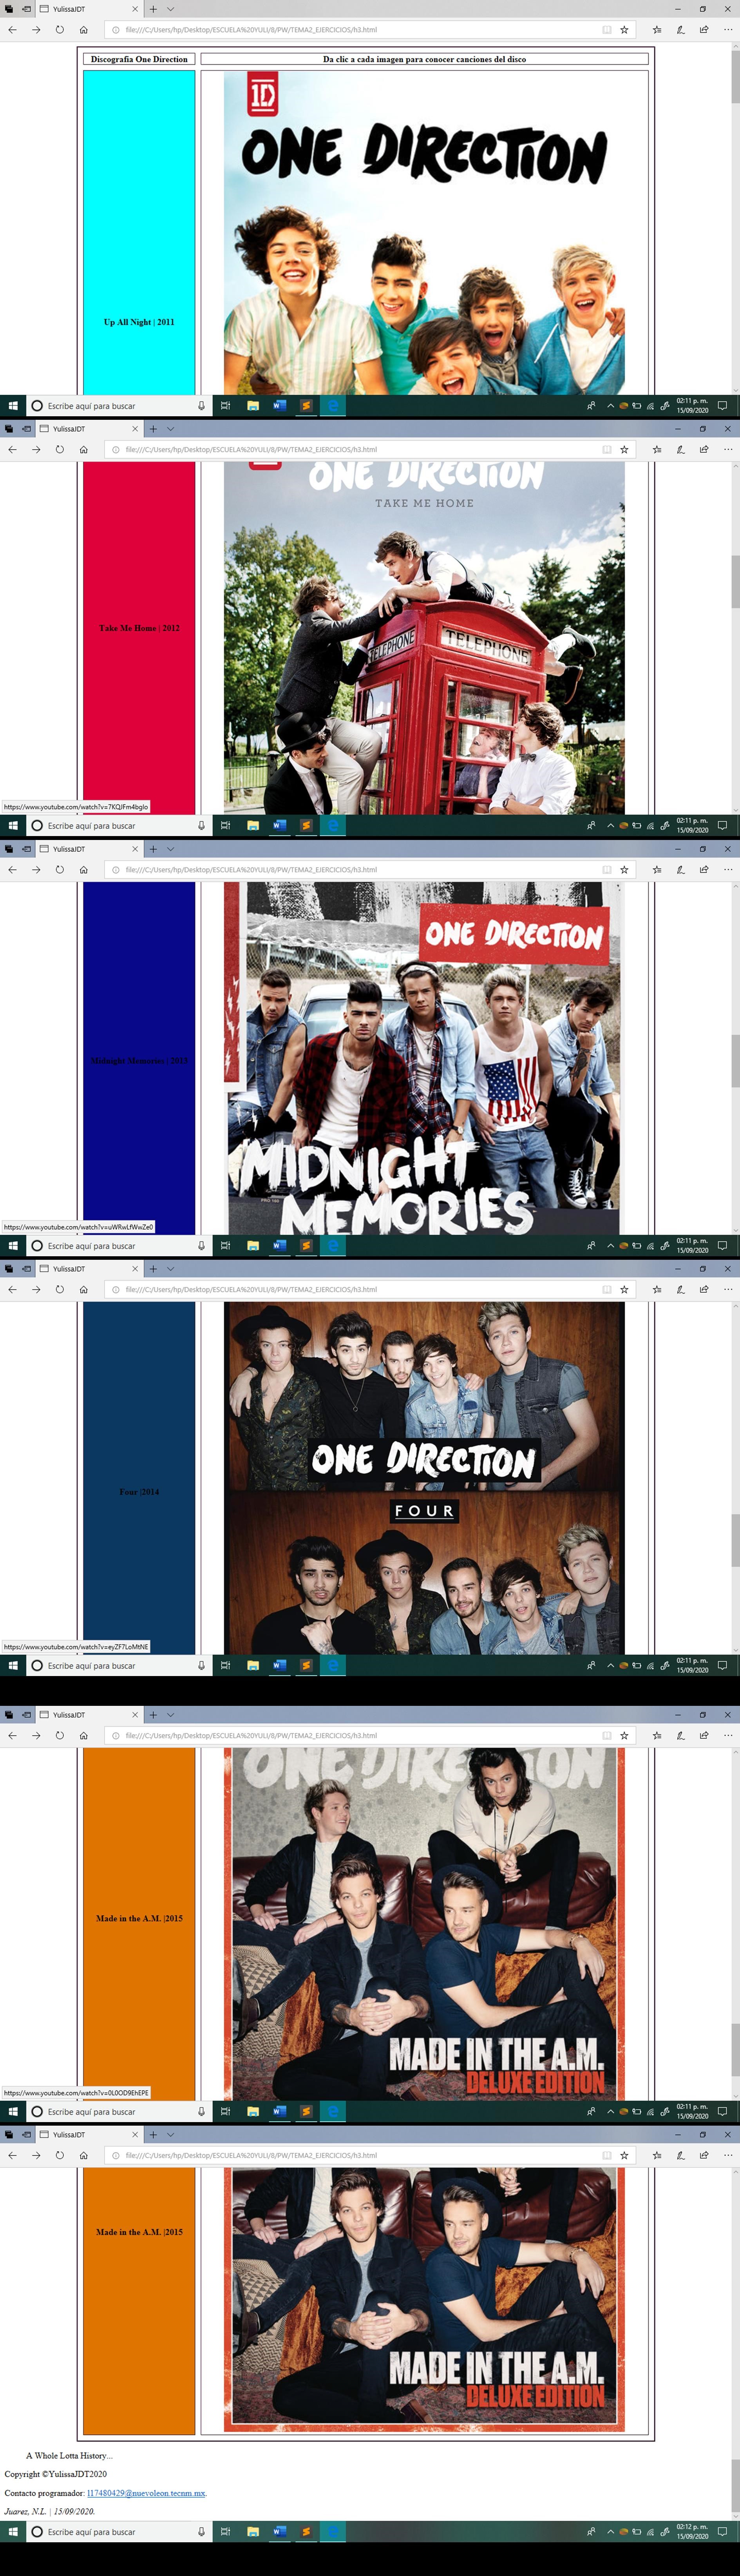 YulissaJDT
file:///C:/Users/hp/Desktop/ESCUELA%20YULI/8/PW/TEMA2_EJERCICIOS/h3.html
Discografia One Direction
Da clic a cada imagen para conocer canciones del disco
1D
ONE DIRECTION
Up All Night | 2011
Escribe aquí para buscar
02:11 p. m.
15/09/2020
YulissaJDT
file:///C:/Users/hp/Desktop/ESCUELA%20YULI/8/PW/TEMA2_EJERCICIOS/h3.html
ONE DIRECTION
TAKE ME HOME
TELEPHONE
TELEPHONE
Take Me Home | 2012
https://www.youtube.com/watch?v=7KQJFm4bglo
Escribe aquí para buscar
02:11 p. m.
15/09/2020
YulissaJDT
file:///C:/Users/hp/Desktop/ESCUELA%20YULI/8/PW/TEMA2_EJERCICIOS/h3.html
ONE DIRECTION
Midnight Memories | 2013
MIDNIGHT
MEMORIES
https://www.youtube.com/watch?v=uWRwLfWwZe0
Escribe aquí para buscar
02:11 p. m.
15/09/2020
YulissaJDT
file:///C:/Users/hp/Desktop/ESCUELA%20YULI/8/PW/TEMA2_EJERCICIOS/h3.html
ONE DIRECTION
Four |2014
FOUR
https://www.youtube.com/watch?v=eyZF7LoMtNE
Escribe aquí para buscar
02:11 p. m.
15/09/2020
YulissaJDT
file:///C:/Users/hp/Desktop/ESCUELA%20YULI/8/PW/TEMA2_EJERCICIOS/h3.html
ONE DIRECTION
Made in the A.M. |2015
MADE IN THE A.M.
DELUXE EDITION
https://www.youtube.com/watch?v=0L0OD9EhEPE
Escribe aquí para buscar
02:11 p. m.
15/09/2020
YulissaJDT
file:///C:/Users/hp/Desktop/ESCUELA%20YULI/8/PW/TEMA2_EJERCICIOS/h3.html
Made in the A.M. |2015
MADE IN THE A.M.
DELUXE EDITION
A Whole Lotta History...
Copyright ©YulissaJDT2020
Contacto programador: l17480429@nuevoleon.tecnm.mx.
Juarez, N.L. | 15/09/2020.
Escribe aquí para buscar
02:12 p. m.
15/09/2020